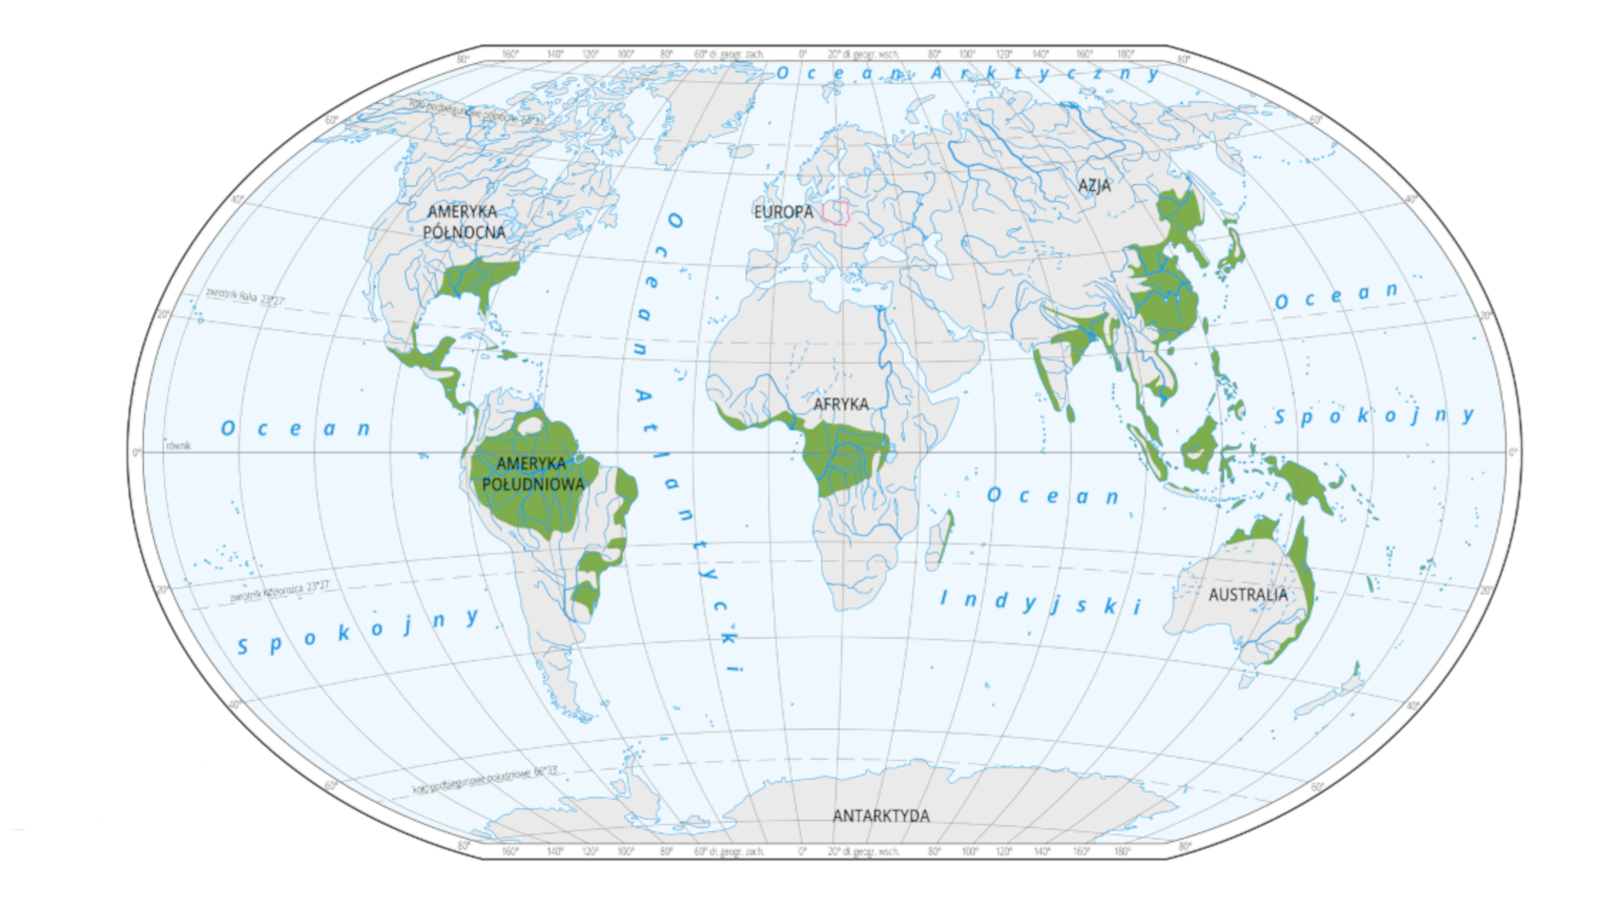 160° 140° 120° 100° 80° 60° dł. geogr. zach. 0° 20° dł. geogr. wsch. 80° 100° 120° 140° 160° 180°
80° 80°
Ocean Arktyczny
koło podbiegunowe północne 66°33'
60° 60°
AZJA
40° 40°
AMERYKA
PÓŁNOCNA
EUROPA
Ocean Atlantycki
zwrotnik Raka 23°27'
Ocean
20° 20°
AFRYKA
Ocean
Spokojny
równik
0° 0°
AMERYKA
POŁUDNIOWA
Ocean
20° 20°
zwrotnik Koziorożca 23°27'
AUSTRALIA
Indyjski
Spokojny
40° 40°
koło podbiegunowe południowe 66°33'
60° 60°
ANTARKTYDA
80° 80°
160° 140° 120° 100° 80° 60° dł. geogr. zach. 0° 20° dł. geogr. wsch. 80° 100° 120° 140° 160° 180°